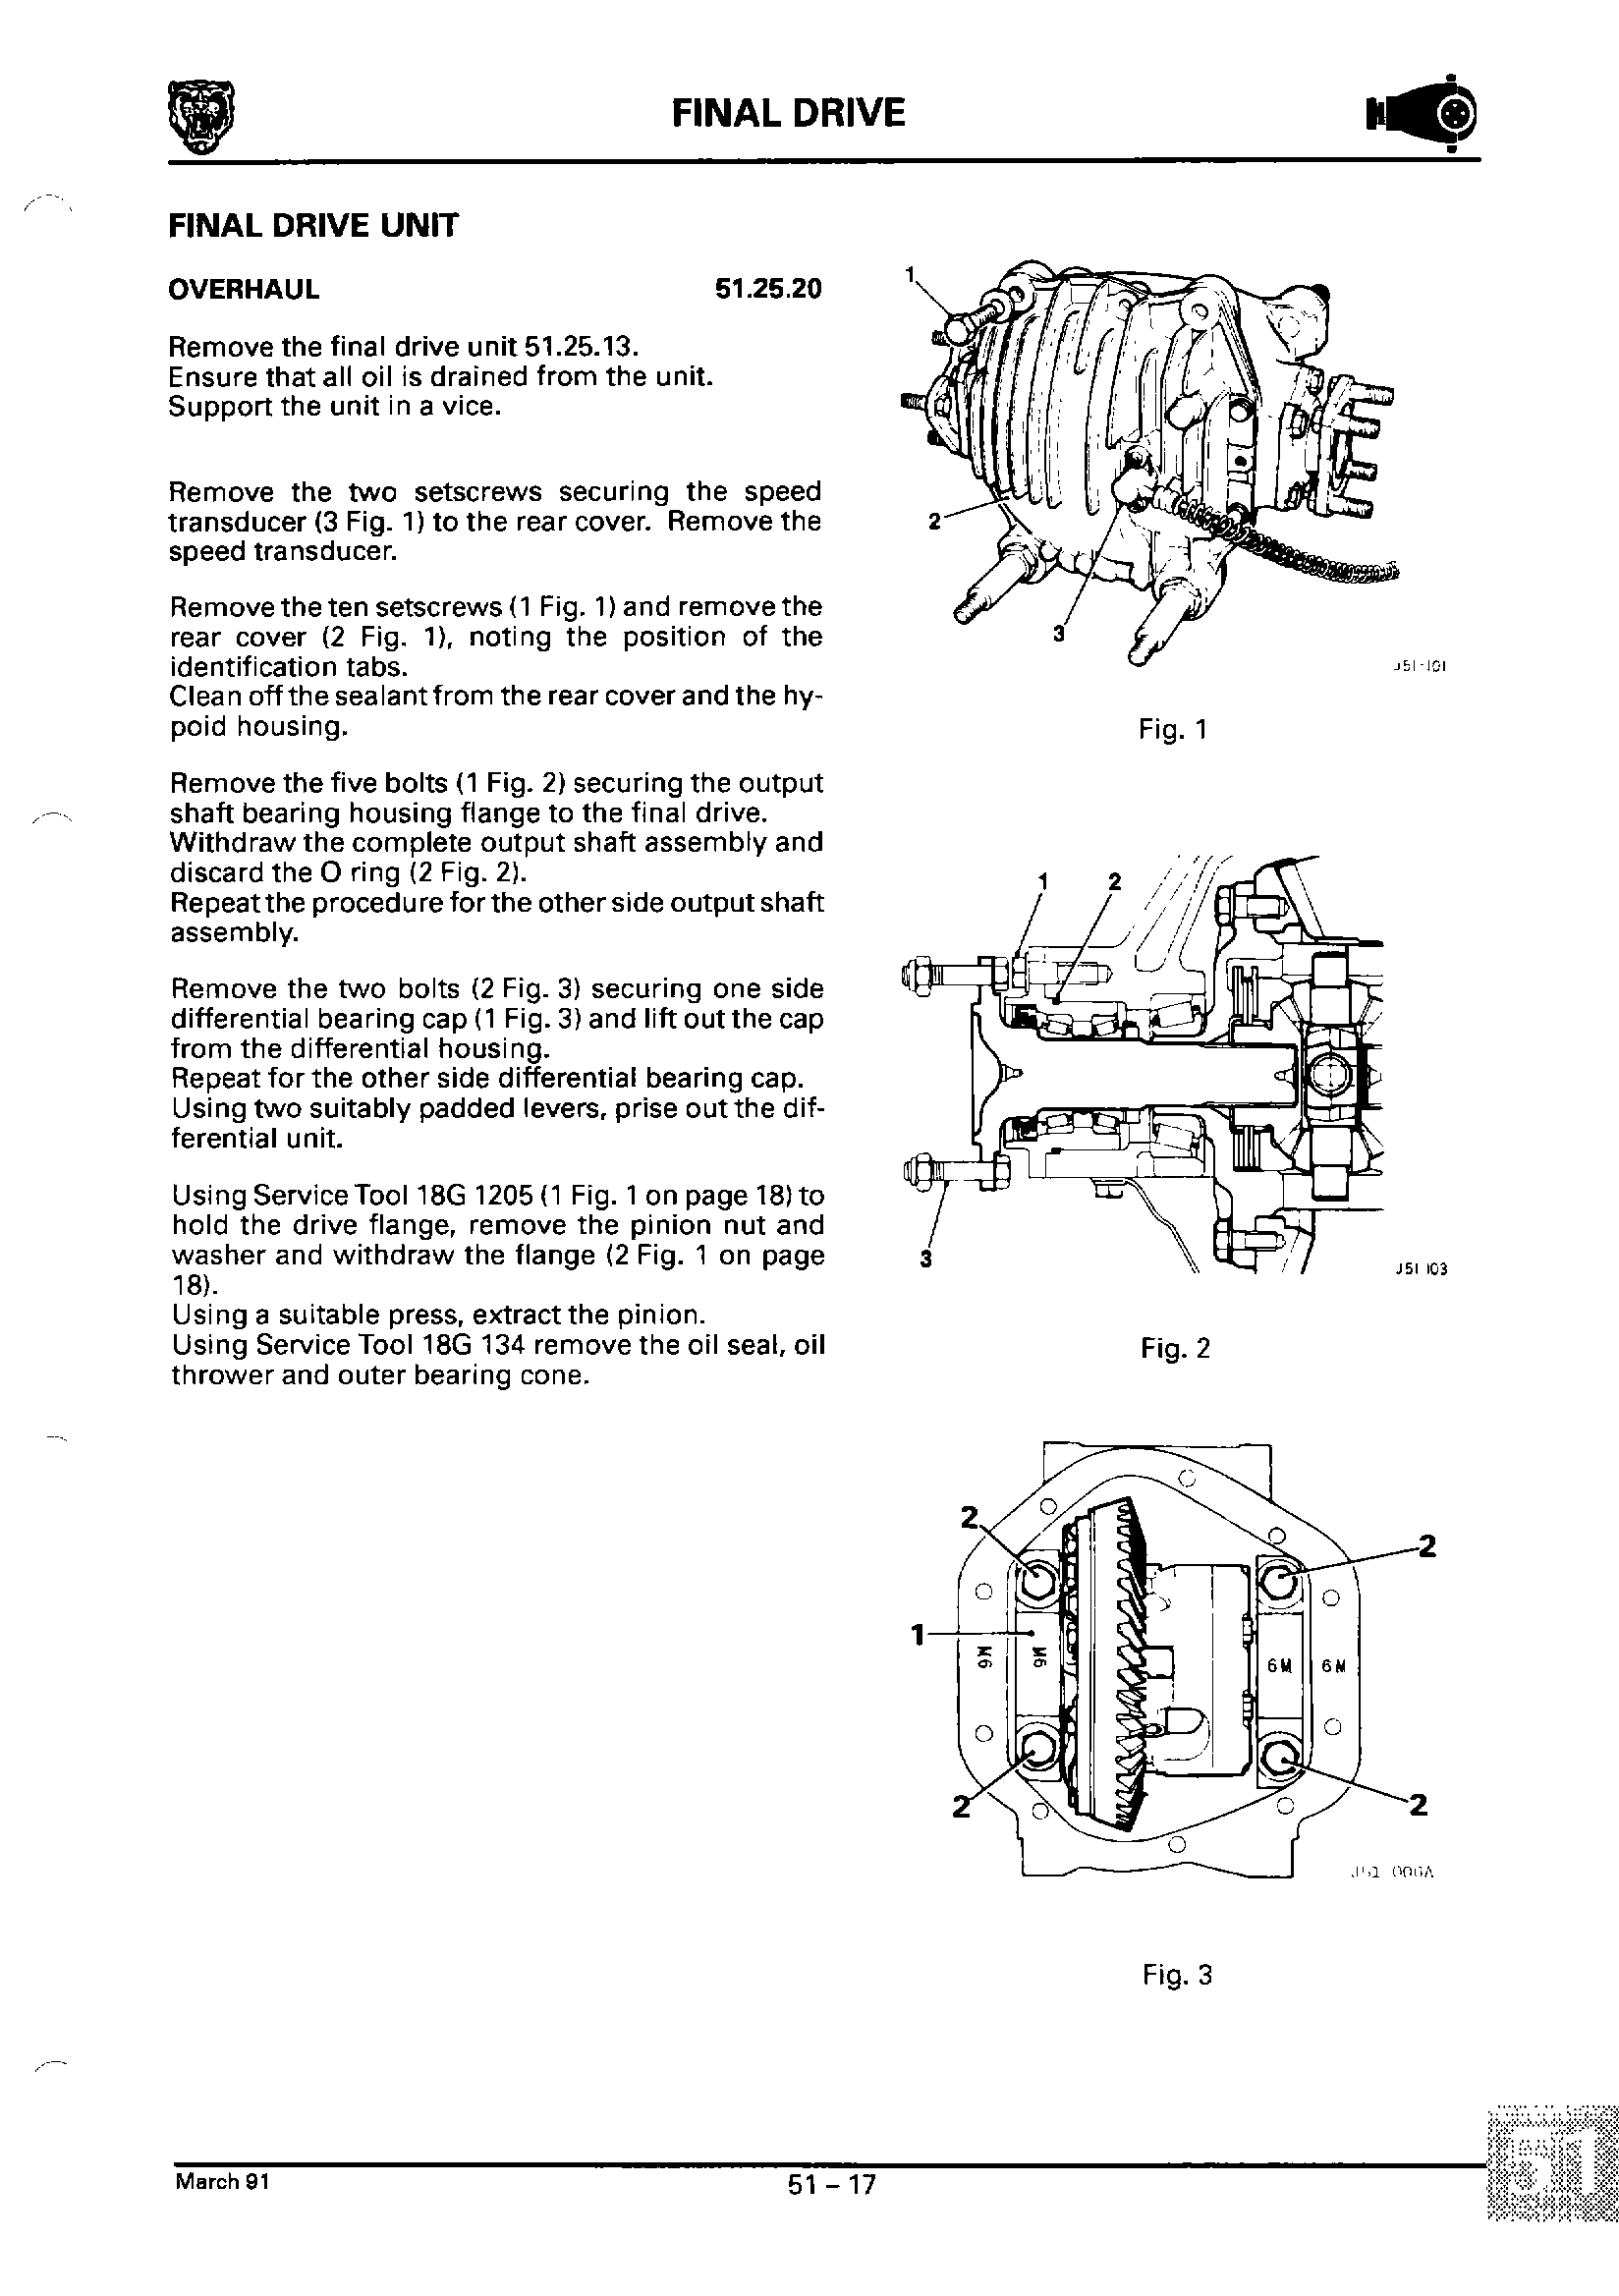 FINAL DRIVE
FINAL DRIVE UNIT
OVERHAUL 51.25.20
Remove the final drive unit 51.25.13.
Ensure that all oil is drained from the unit.
Support the unit in a vice.
Remove the two setscrews securing the speed
transducer (3 Fig. 1) to the rear cover. Remove the
speed transducer.
Remove the ten setscrews (1 Fig. 1) and remove the
rear cover (2 Fig. 1), noting the position of the
identification tabs.
Clean off the sealant from the rear cover and the hy-
poid housing.
Remove the five bolts (1 Fig. 2) securing the output
shaft bearing housing flange to the final drive.
Withdraw the complete output shaft assembly and
discard the O ring (2 Fig. 2).
Repeat the procedure for the other side output shaft
assembly.
Remove the two bolts (2 Fig. 3) securing one side
differential bearing cap (1 Fig. 3) and lift out the cap
from the differential housing.
Repeat for the other side differential bearing cap.
Using two suitably padded levers, prise out the dif-
ferential unit.
Using Service Tool 18G 1205 (1 Fig. 1 on page 18) to
hold the drive flange, remove the pinion nut and
washer and withdraw the flange (2 Fig. 1 on page
18).
Using a suitable press, extract the pinion.
Using Service Tool 18G 134 remove the oil seal, oil
thrower and outer bearing cone.
1
2
3
J51-101
Fig. 1
1 2
3
J51 103
Fig. 2
2
2
1
6M 6M 6M 6M
2
2
J51 006A
Fig. 3
March 91
51 – 17
51